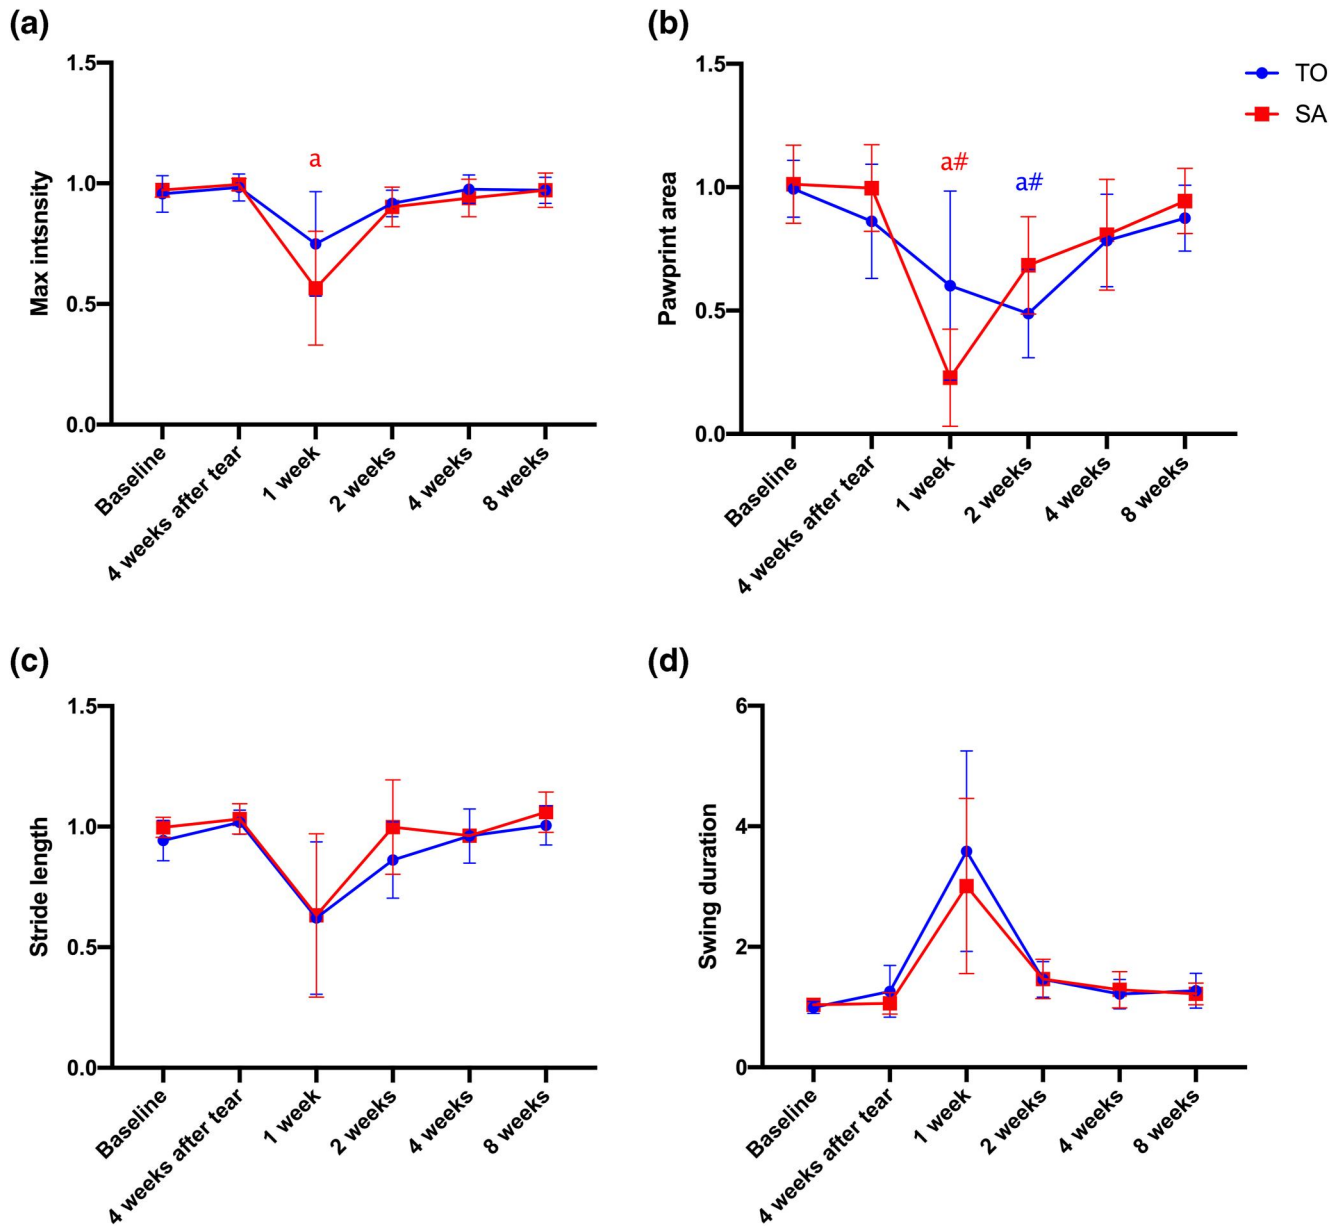 (a)
1.5
1.0
0.5
0.0
Max intsnsity
a
Baseline
4 weeks after tear
1 week
2 weeks
4 weeks
8 weeks
(b)
1.5
1.0
0.5
0.0
Pawprint area
a#
a#
Baseline
4 weeks after tear
1 week
2 weeks
4 weeks
8 weeks
TO
SA
(c)
1.5
1.0
0.5
0.0
Stride length
Baseline
4 weeks after tear
1 week
2 weeks
4 weeks
8 weeks
(d)
6
4
2
0
Swing duration
Baseline
4 weeks after tear
1 week
2 weeks
4 weeks
8 weeks